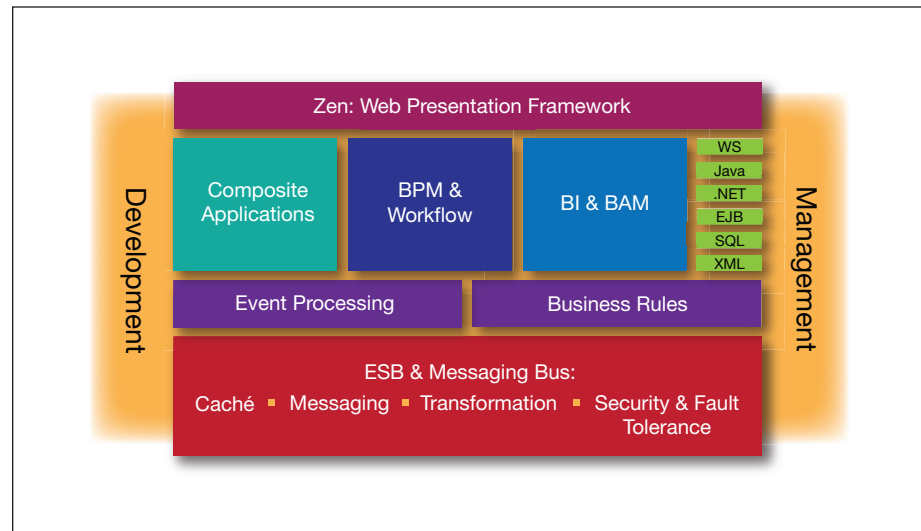 Zen: Web Presentation Framework
Development
Composite
Applications
BPM &
Workflow
BI & BAM
WS
Java
.NET
EJB
SQL
XML
Management
Event Processing
Business Rules
ESB & Messaging Bus:
Caché ▪ Messaging ▪ Transformation ▪ Security & Fault
Tolerance